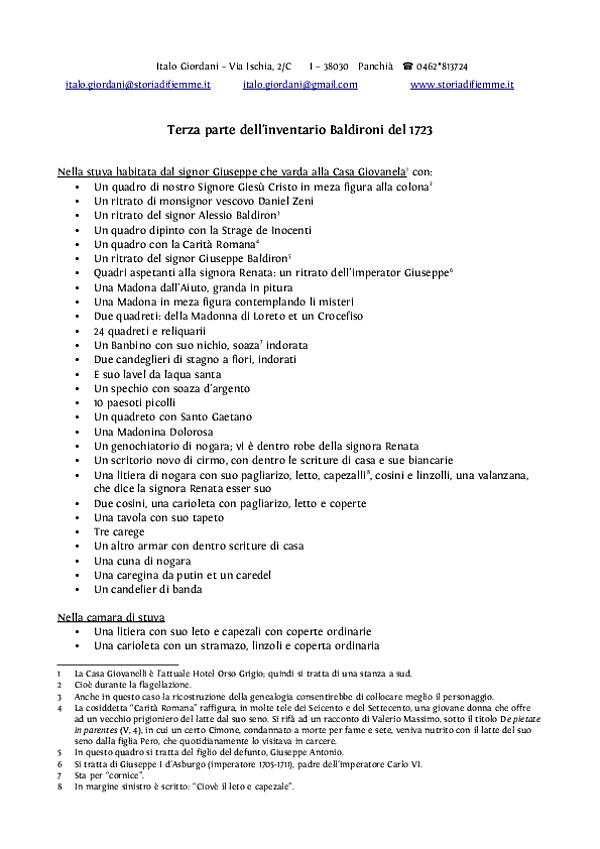 Italo Giordani – Via Ischia, 2/C I – 38030 Panchià ☎ 0462*813724
italo.giordani@storiadifiemme.it italo.giordani@gmail.com www.storiadifiemme.it
Terza parte dell'inventario Baldironi del 1723
Nella stuva habitata dal signor Giuseppe che varda alla Casa Giovanela1 con:
• Un quadro di nostro Signore Giesù Cristo in meza figura alla colona2
• Un ritrato di monsignor vescovo Daniel Zeni
• Un ritrato del signor Alessio Baldiron3
• Un quadro dipinto con la Strage de Inocenti
• Un quadro con la Carità Romana4
• Un ritrato del signor Giuseppe Baldiron5
• Quadri aspetanti alla signora Renata: un ritrato dell'imperator Giuseppe6
• Una Madona dall'Aiuto, granda in pitura
• Una Madona in meza figura contemplando li misteri
• Due quadreti: della Madonna di Loreto et un Crocefiso
• 24 quadreti e reliquarii
• Un Banbino con suo nichio, soaza7 indorata
• Due candeglieri di stagno a fiori, indorati
• E suo lavel da laqua santa
• Un spechio con soaza d'argento
• 10 paesoti picolli
• Un quadreto con Santo Gaetano
• Una Madonina Dolorosa
• Un genochiatorio di nogara; vi è dentro robe della signora Renata
• Un scritorio novo di cirmo, con dentro le scriture di casa e sue biancarie
• Una litiera di nogara con suo pagliarizo, letto, capezalli8, cosini e linzolli, una valanzana,
che dice la signora Renata esser suo
• Due cosini, una carioleta con pagliarizo, letto e coperte
• Una tavola con suo tapeto
• Tre carege
• Un altro armar con dentro scriture di casa
• Una cuna di nogara
• Una caregina da putin et un caredel
• Un candelier di banda
Nella camara di stuva
• Una litiera con suo leto e capezali con coperte ordinarie
• Una carioleta con un stramazo, linzoli e coperta ordinaria
1 La Casa Giovanelli è l'attuale Hotel Orso Grigio; quindi si tratta di una stanza a sud.
2 Cioè durante la flagellazione.
3 Anche in questo caso la ricostruzione della genealogia consentirebbe di collocare meglio il personaggio.
4 La cosiddetta "Carità Romana" raffigura, in molte tele dei Seicento e del Settecento, una giovane donna che offre
ad un vecchio prigioniero del latte dal suo seno. Si rifà ad un racconto di Valerio Massimo, sotto il titolo De pietate
in parentes (V, 4), in cui un certo Cimone, condannato a morte per fame e sete, veniva nutrito con il latte del suo
seno dalla figlia Pero, che quotidianamente lo visitava in carcere.
5 In questo quadro si tratta del figlio del defunto, Giuseppe Antonio.
6 Si tratta di Giuseppe I d'Asburgo (imperatore 1705-1711), padre dell'imperatore Carlo VI.
7 Sta per "cornice".
8 In margine sinistro è scritto: "Ciovè il leto e capezale".